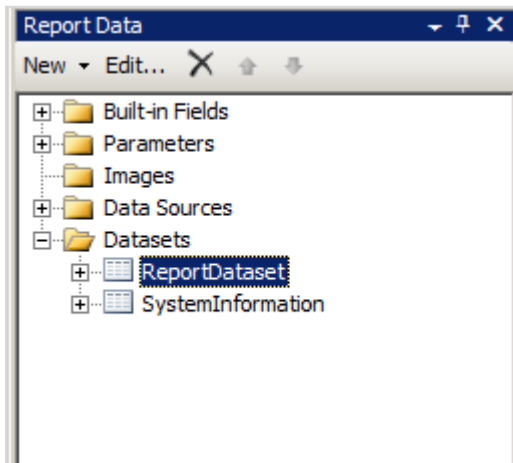 Report Data
New Edit...
Built-in Fields
Parameters
Images
Data Sources
Datasets
ReportDataset
SystemInformation